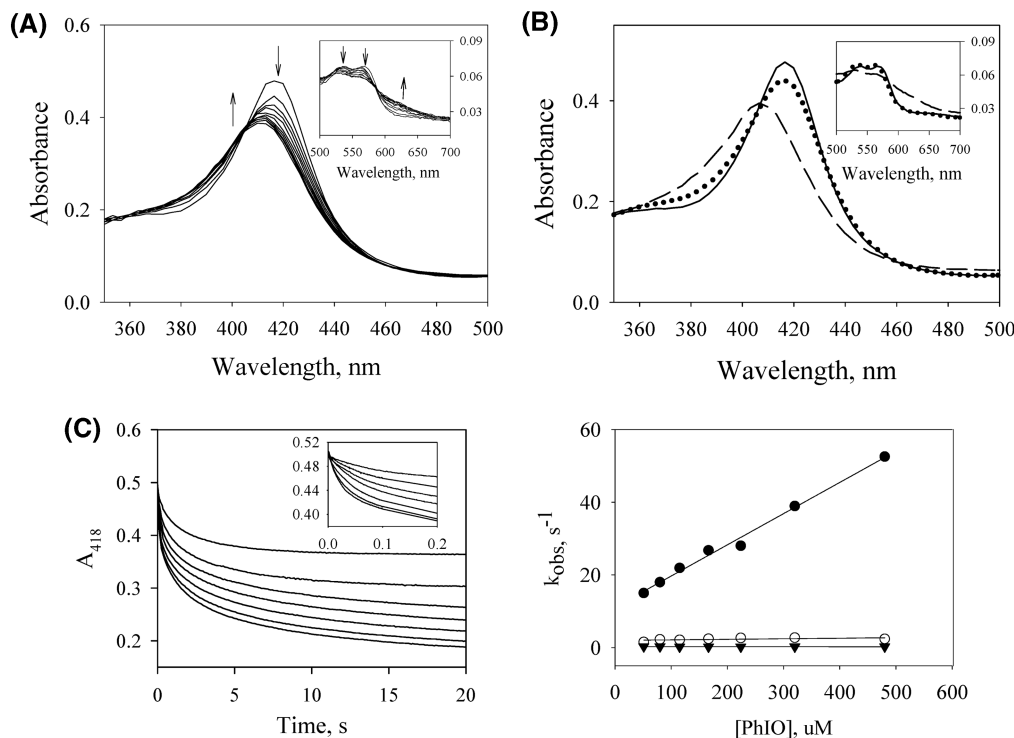 (A)
0.6
0.4
0.2
0.0
Absorbance
360 380 400 420 440 460 480 500
Wavelength, nm
0.09
0.06
0.03
500 550 600 650 700
Wavelength, nm
(B)
0.4
0.2
0.0
Absorbance
360 380 400 420 440 460 480 500
Wavelength, nm
0.09
0.06
0.03
500 550 600 650 700
Wavelength, nm
(C)
0.6
0.5
0.4
0.3
0.2
A418
0 5 10 15 20
Time, s
0.52
0.48
0.44
0.40
0.0 0.1 0.2
60
40
20
0
kobs, s-1
0 100 200 300 400 500 600
[PhIO], uM